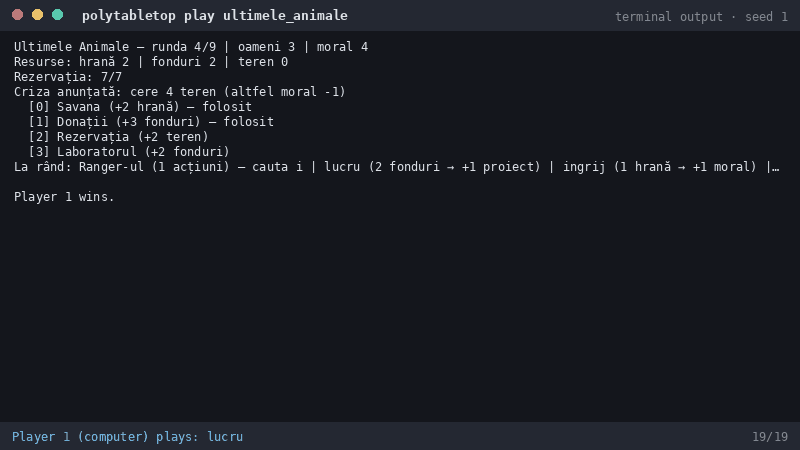 polytabletop play ultimele_animale
terminal output · seed 1
Ultimele Animale — runda 4/9 | oameni 3 | moral 4
Resurse: hrană 2 | fonduri 2 | teren 0
Rezervația: 7/7
Criza anunțată: cere 4 teren (altfel moral -1)
[0] Savana (+2 hrană) — folosit
[1] Donații (+3 fonduri) — folosit
[2] Rezervația (+2 teren)
[3] Laboratorul (+2 fonduri)
La rând: Ranger-ul (1 acțiuni) — cauta i | lucru (2 fonduri → +1 proiect) | ingrij (1 hrană → +1 moral) |…
Player 1 wins.
Player 1 (computer) plays: lucru
19/19